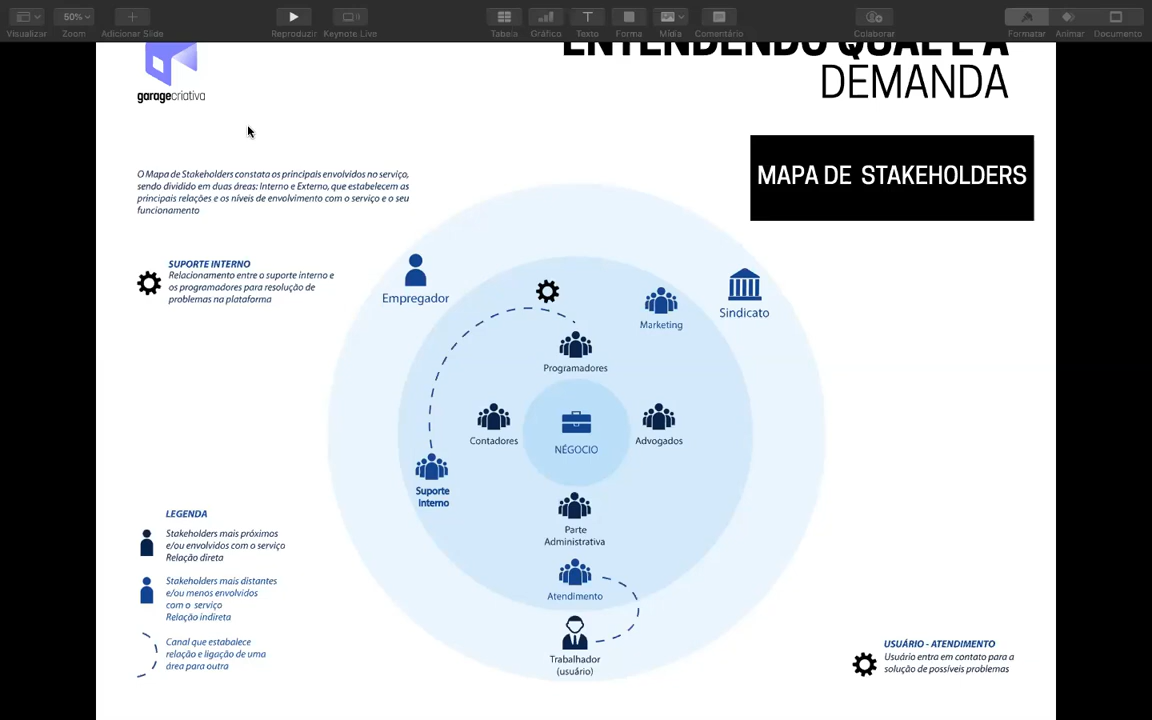 50%
Visualizar
Zoom
Adicionar Slide
Reproduzir
Keynote Live
Tabela
Gráfico
Texto
Forma
Mídia
Comentário
Colaborar
Formatar
Animar
Documento
ENTENDENDO QUAL É A
DEMANDA
garagecriativa
MAPA DE STAKEHOLDERS
O Mapa de Stakeholders constata os principais envolvidos no serviço,
sendo dividido em duas áreas: Interno e Externo, que estabelecem as
principais relações e os níveis de envolvimento com o serviço e o seu
funcionamento
SUPORTE INTERNO
Relacionamento entre o suporte interno e
os programadores para resolução de
problemas na plataforma
Empregador
Marketing
Sindicato
Programadores
Contadores
NÉGOCIO
Advogados
Suporte
Interno
Parte
Administrativa
Atendimento
Trabalhador
(usuário)
LEGENDA
Stakeholders mais próximos
e/ou envolvidos com o serviço
Relação direta
Stakeholders mais distantes
e/ou menos envolvidos
com o serviço
Relação indireta
Canal que estabalece
relação e ligação de uma
área para outra
USUÁRIO - ATENDIMENTO
Usuário entra em contato para a
solução de possíveis problemas